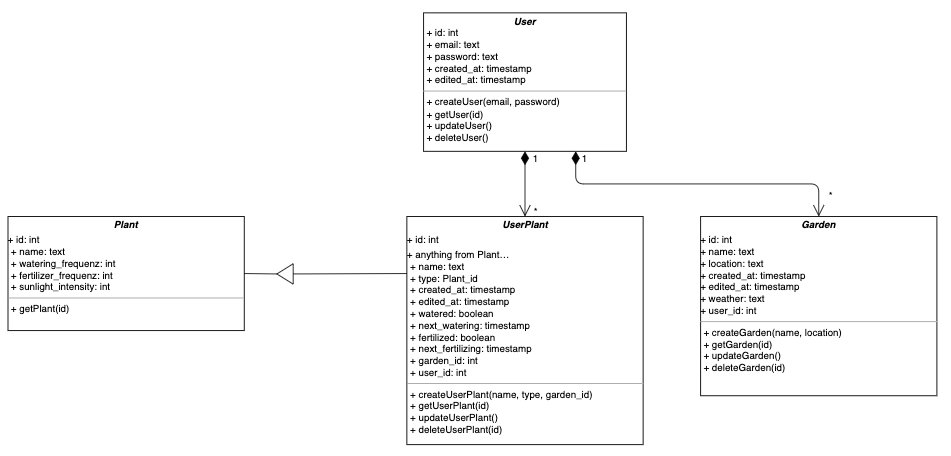 User
+ id: int
+ email: text
+ password: text
+ created_at: timestamp
+ edited_at: timestamp
+ createUser(email, password)
+ getUser(id)
+ updateUser()
+ deleteUser()
1
1
*
*
Plant
+ id: int
+ name: text
+ watering_frequenz: int
+ fertilizer_frequenz: int
+ sunlight_intensity: int
+ getPlant(id)
UserPlant
+ id: int
+ anything from Plant...
+ name: text
+ type: Plant_id
+ created_at: timestamp
+ edited_at: timestamp
+ watered: boolean
+ next_watering: timestamp
+ fertilized: boolean
+ next_fertilizing: timestamp
+ garden_id: int
+ user_id: int
+ createUserPlant(name, type, garden_id)
+ getUserPlant(id)
+ updateUserPlant()
+ deleteUserPlant(id)
Garden
+ id: int
+ name: text
+ location: text
+ created_at: timestamp
+ edited_at: timestamp
+ weather: text
+ user_id: int
+ createGarden(name, location)
+ getGarden(id)
+ updateGarden()
+ deleteGarden(id)